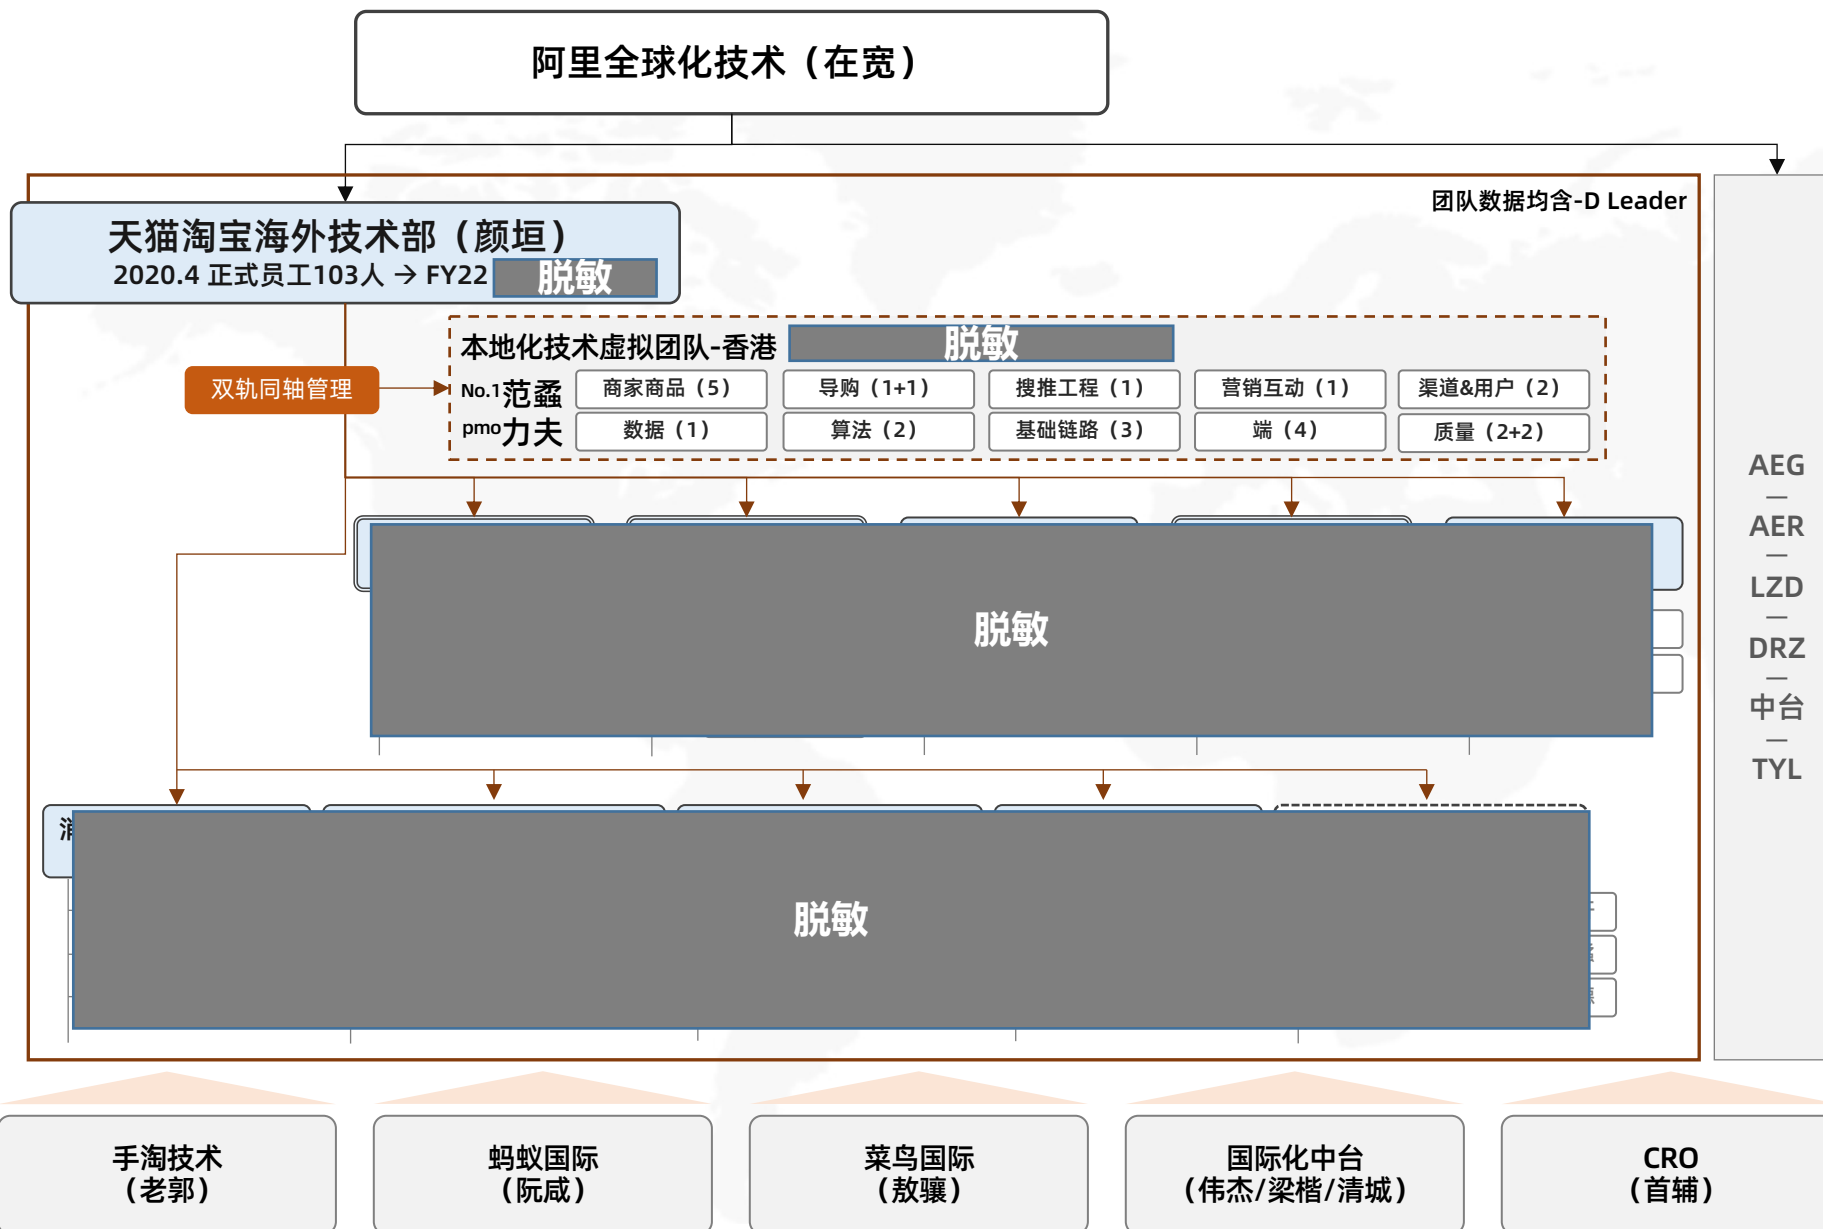 阿里全球化技术（在宽）
团队数据均含-D Leader
天猫淘宝海外技术部（颜垣）
2020.4 正式员工103人 → FY22 脱敏
本地化技术虚拟团队-香港 脱敏
双轨同轴管理
No.1范蠡 商家商品（5） 导购（1+1） 搜推工程（1） 营销互动（1） 渠道&用户（2）
pmo力夫 数据（1） 算法（2） 基础链路（3） 端（4） 质量（2+2）
脱敏
脱敏
AEG
—
AER
—
LZD
—
DRZ
—
中台
—
TYL
手淘技术
（老郭）
蚂蚁国际
（阮咸）
菜鸟国际
（敖骧）
国际化中台
（伟杰/梁楷/清城）
CRO
（首辅）